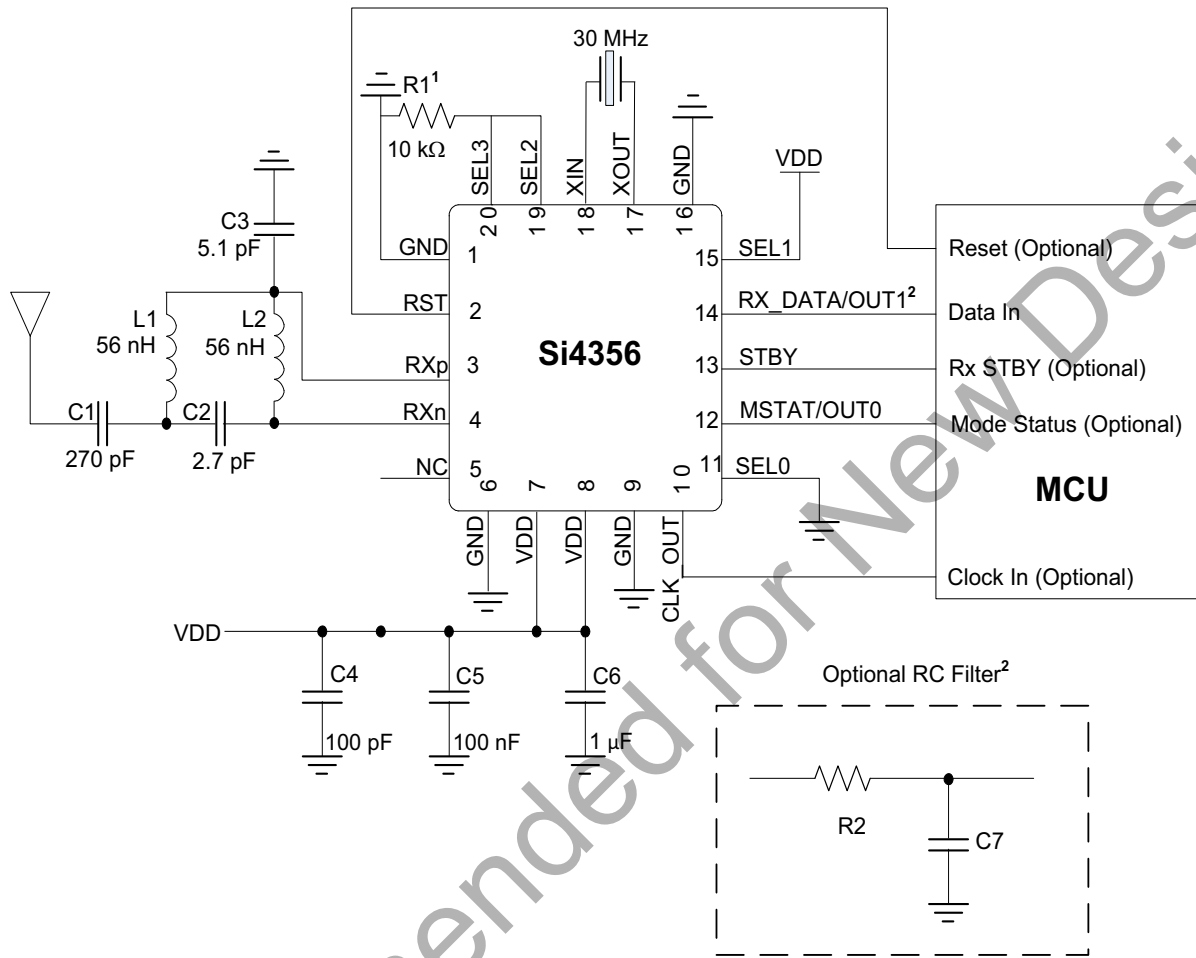 30 MHz
R1¹
10 kΩ
SEL3
SEL2
XIN
XOUT
GND
VDD
20
19
18
17
16
C3
5.1 pF
GND
1
15
SEL1
Reset (Optional)
RST
2
14
RX_DATA/OUT1²
Data In
L1
56 nH
L2
56 nH
Si4356
RXp
3
13
STBY
Rx STBY (Optional)
C1
270 pF
C2
2.7 pF
RXn
4
12
MSTAT/OUT0
Mode Status (Optional)
NC
5
11
SEL0
MCU
6
7
8
9
10
GND
VDD
VDD
GND
CLK_OUT
Clock In (Optional)
VDD
C4
100 pF
C5
100 nF
C6
1 µF
Optional RC Filter²
R2
C7
ended for New Desi